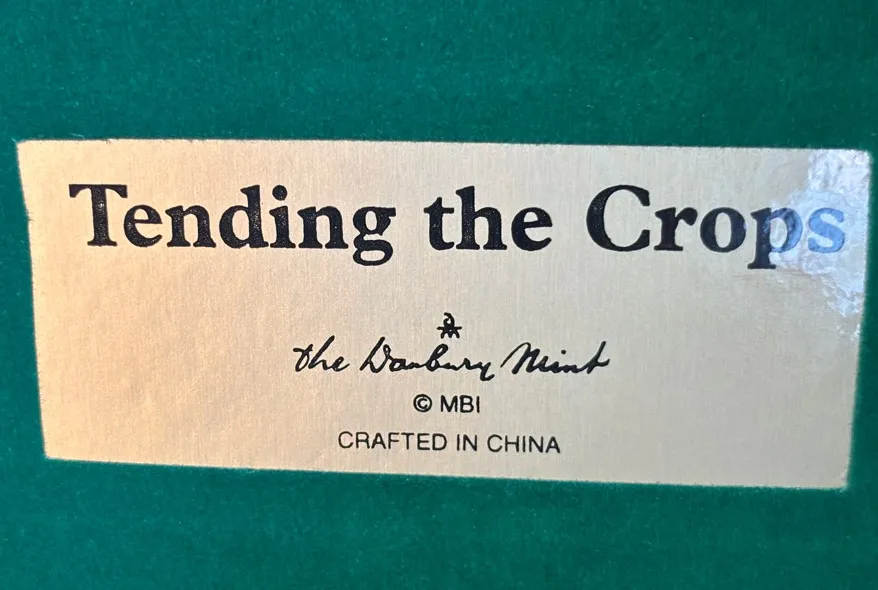 Tending the Crops
the Danbury Mint
© MBI
CRAFTED IN CHINA